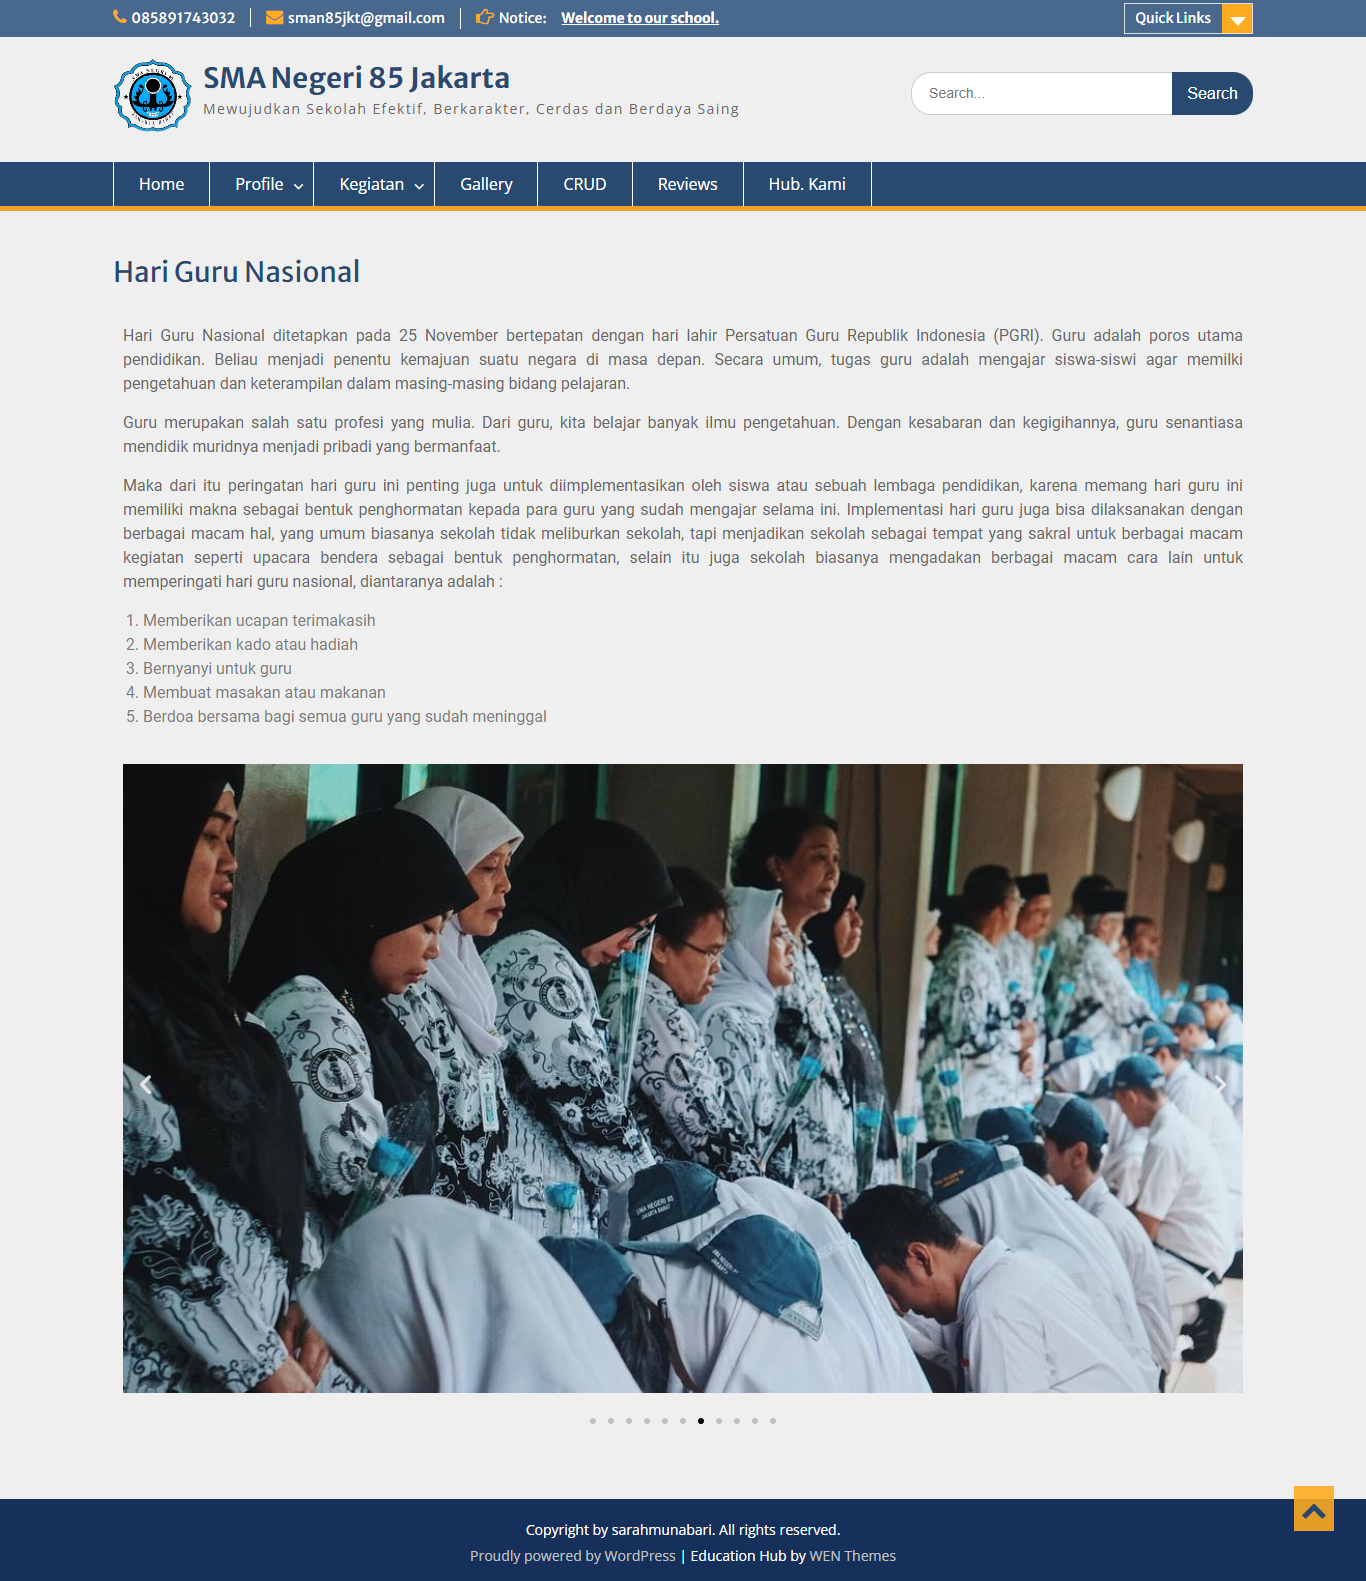 085891743032
sman85jkt@gmail.com
Notice:
Welcome to our school.
Quick Links
SMA Negeri 85 Jakarta
Mewujudkan Sekolah Efektif, Berkarakter, Cerdas dan Berdaya Saing
Search...
Search
Home
Profile
Kegiatan
Gallery
CRUD
Reviews
Hub. Kami
Hari Guru Nasional
Hari Guru Nasional ditetapkan pada 25 November bertepatan dengan hari lahir Persatuan Guru Republik Indonesia (PGRI). Guru adalah poros utama
pendidikan. Beliau menjadi penentu kemajuan suatu negara di masa depan. Secara umum, tugas guru adalah mengajar siswa-siswi agar memilki
pengetahuan dan keterampilan dalam masing-masing bidang pelajaran.
Guru merupakan salah satu profesi yang mulia. Dari guru, kita belajar banyak ilmu pengetahuan. Dengan kesabaran dan kegigihannya, guru senantiasa
mendidik muridnya menjadi pribadi yang bermanfaat.
Maka dari itu peringatan hari guru ini penting juga untuk diimplementasikan oleh siswa atau sebuah lembaga pendidikan, karena memang hari guru ini
memiliki makna sebagai bentuk penghormatan kepada para guru yang sudah mengajar selama ini. Implementasi hari guru juga bisa dilaksanakan dengan
berbagai macam hal, yang umum biasanya sekolah tidak meliburkan sekolah, tapi menjadikan sekolah sebagai tempat yang sakral untuk berbagai macam
kegiatan seperti upacara bendera sebagai bentuk penghormatan, selain itu juga sekolah biasanya mengadakan berbagai macam cara lain untuk
memperingati hari guru nasional, diantaranya adalah :
1. Memberikan ucapan terimakasih
2. Memberikan kado atau hadiah
3. Bernyanyi untuk guru
4. Membuat masakan atau makanan
5. Berdoa bersama bagi semua guru yang sudah meninggal
SMA NEGERI 85
JAKARTA BARAT
Copyright by sarahmunabari. All rights reserved.
Proudly powered by WordPress | Education Hub by WEN Themes